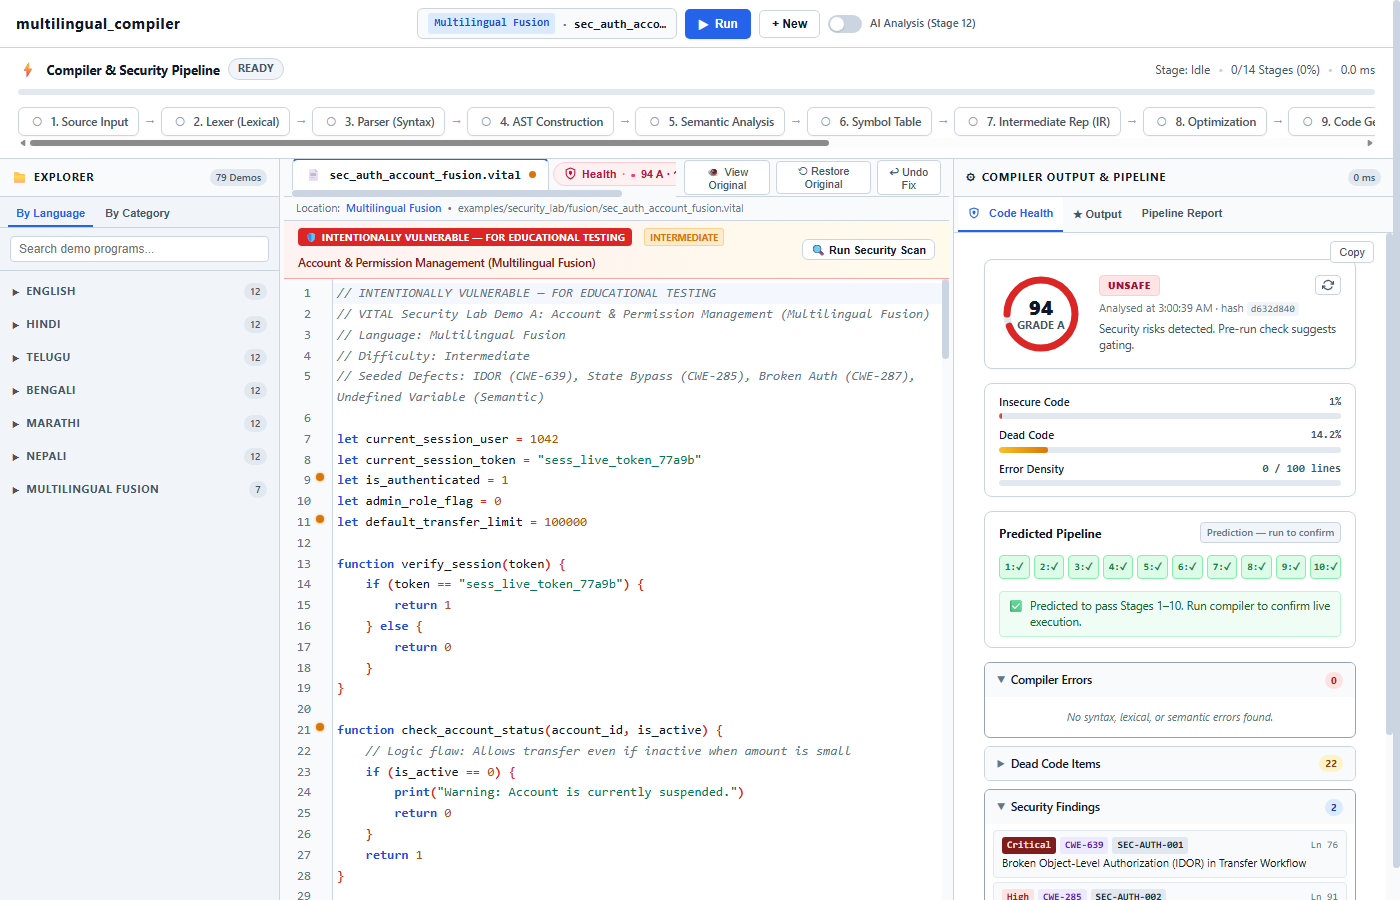 multilingual_compiler
Multilingual Fusion · sec_auth_acco…
▶ Run
+ New
AI Analysis (Stage 12)
Compiler & Security Pipeline
READY
Stage: Idle • 0/14 Stages (0%) • 0.0 ms
1. Source Input → 2. Lexer (Lexical) → 3. Parser (Syntax) → 4. AST Construction → 5. Semantic Analysis → 6. Symbol Table → 7. Intermediate Rep (IR) → 8. Optimization → 9. Code Ge
EXPLORER
79 Demos
By Language
By Category
Search demo programs...
▶ ENGLISH 12
▶ HINDI 12
▶ TELUGU 12
▶ BENGALI 12
▶ MARATHI 12
▶ NEPALI 12
▶ MULTILINGUAL FUSION 7
sec_auth_account_fusion.vital
Health · 94 A ·
View
Original
Restore
Original
↩ Undo
Fix
Location: Multilingual Fusion • examples/security_lab/fusion/sec_auth_account_fusion.vital
INTENTIONALLY VULNERABLE — FOR EDUCATIONAL TESTING
INTERMEDIATE
Account & Permission Management (Multilingual Fusion)
Run Security Scan
1 // INTENTIONALLY VULNERABLE — FOR EDUCATIONAL TESTING
2 // VITAL Security Lab Demo A: Account & Permission Management (Multilingual Fusion)
3 // Language: Multilingual Fusion
4 // Difficulty: Intermediate
5 // Seeded Defects: IDOR (CWE-639), State Bypass (CWE-285), Broken Auth (CWE-287),
Undefined Variable (Semantic)
6
7 let current_session_user = 1042
8 let current_session_token = "sess_live_token_77a9b"
9 let is_authenticated = 1
10 let admin_role_flag = 0
11 let default_transfer_limit = 100000
12
13 function verify_session(token) {
14 if (token == "sess_live_token_77a9b") {
15 return 1
16 } else {
17 return 0
18 }
19 }
20
21 function check_account_status(account_id, is_active) {
22 // Logic flaw: Allows transfer even if inactive when amount is small
23 if (is_active == 0) {
24 print("Warning: Account is currently suspended.")
25 return 0
26 }
27 return 1
28 }
29
⚙ COMPILER OUTPUT & PIPELINE
0 ms
Code Health
★ Output
Pipeline Report
Copy
94
GRADE A
UNSAFE
Analysed at 3:00:39 AM · hash d632d840
Security risks detected. Pre-run check suggests
gating.
Insecure Code 1%
Dead Code 14.2%
Error Density 0 / 100 lines
Predicted Pipeline
Prediction — run to confirm
1:✓ 2:✓ 3:✓ 4:✓ 5:✓ 6:✓ 7:✓ 8:✓ 9:✓ 10:✓
✅ Predicted to pass Stages 1–10. Run compiler to confirm live
execution.
▼ Compiler Errors 0
No syntax, lexical, or semantic errors found.
▶ Dead Code Items 22
▼ Security Findings 2
Critical CWE-639 SEC-AUTH-001 Ln 76
Broken Object-Level Authorization (IDOR) in Transfer Workflow
High CWE-285 SEC-AUTH-002 Ln 91